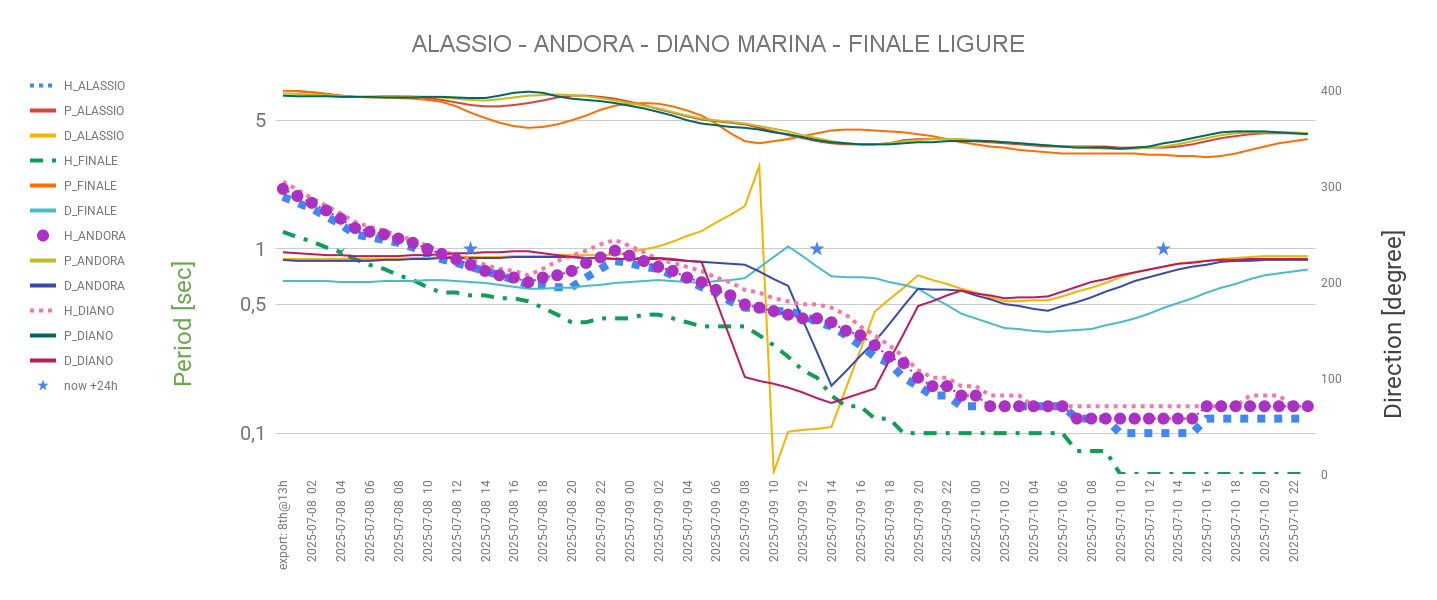 ALASSIO - ANDORA - DIANO MARINA - FINALE LIGURE
H_ALASSIO
P_ALASSIO
D_ALASSIO
H_FINALE
P_FINALE
D_FINALE
H_ANDORA
P_ANDORA
D_ANDORA
H_DIANO
P_DIANO
D_DIANO
now +24h
Period [sec]
5
1
0,5
0,1
400
300
200
100
0
Direction [degree]
export: 8th@13h
2025-07-08 02
2025-07-08 04
2025-07-08 06
2025-07-08 08
2025-07-08 10
2025-07-08 12
2025-07-08 14
2025-07-08 16
2025-07-08 18
2025-07-08 20
2025-07-08 22
2025-07-09 00
2025-07-09 02
2025-07-09 04
2025-07-09 06
2025-07-09 08
2025-07-09 10
2025-07-09 12
2025-07-09 14
2025-07-09 16
2025-07-09 18
2025-07-09 20
2025-07-09 22
2025-07-10 00
2025-07-10 02
2025-07-10 04
2025-07-10 06
2025-07-10 08
2025-07-10 10
2025-07-10 12
2025-07-10 14
2025-07-10 16
2025-07-10 18
2025-07-10 20
2025-07-10 22